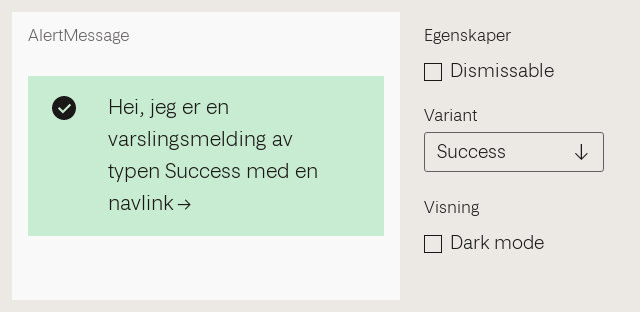 AlertMessage
Hei, jeg er en
varslingsmelding av
typen Success med en
navlink→
Egenskaper
Dismissable
Variant
Success
Visning
Dark mode